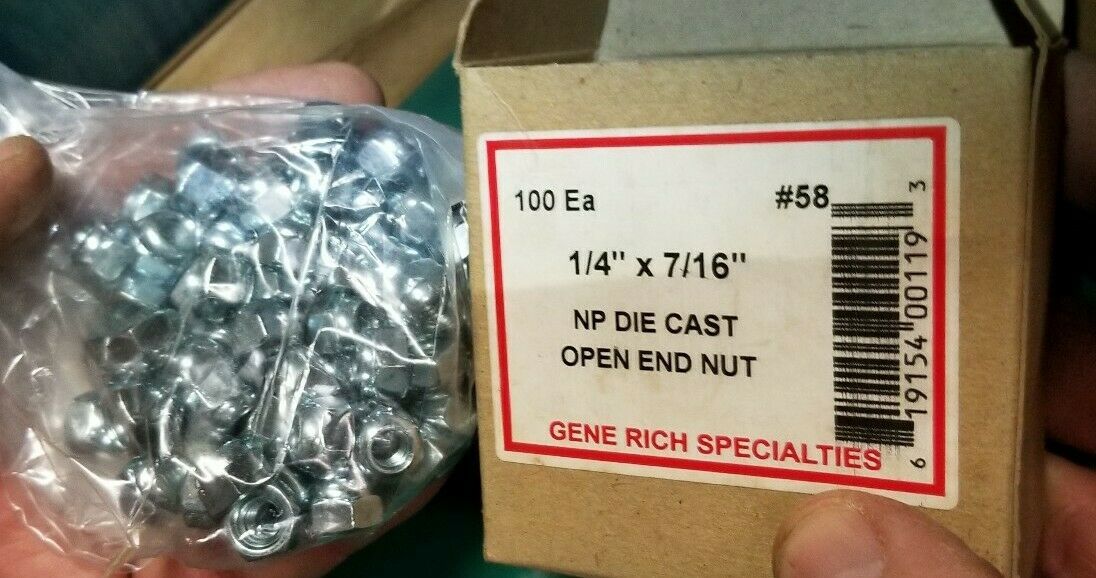 100 Ea #58
1/4" x 7/16"
NP DIE CAST
OPEN END NUT
GENE RICH SPECIALTIES
6 19154 00119 3